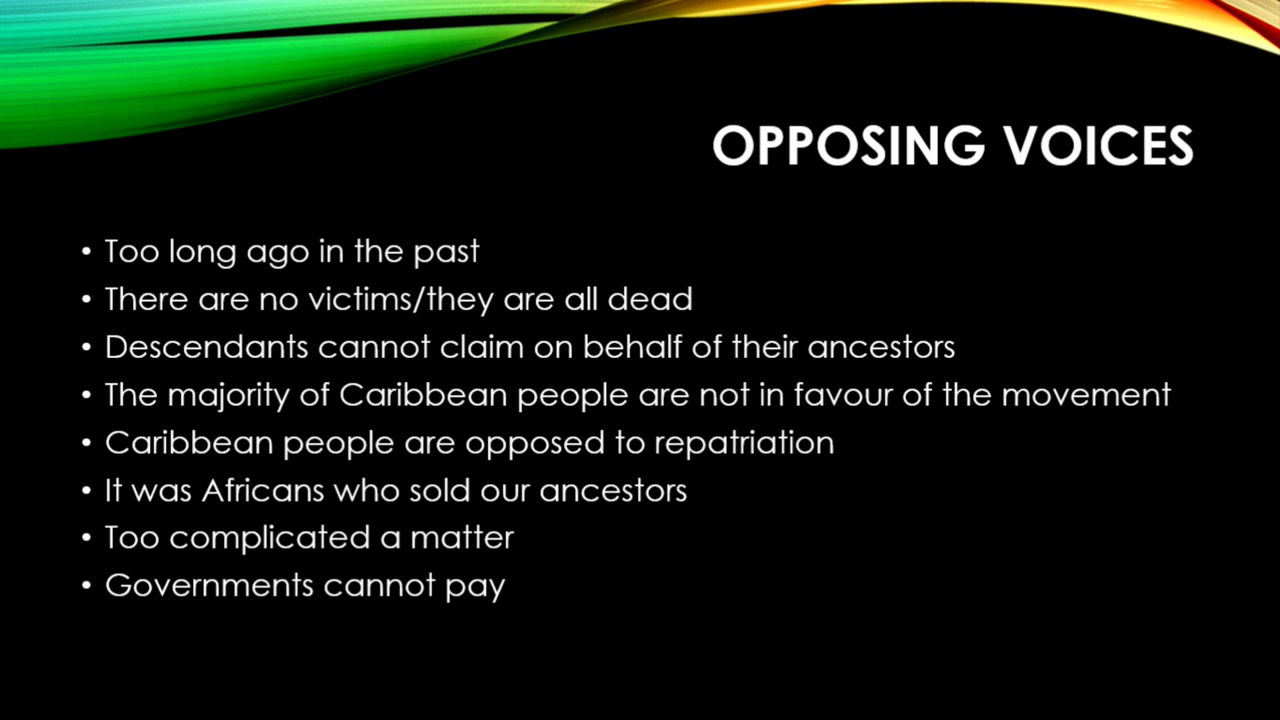 OPPOSING VOICES
• Too long ago in the past
• There are no victims/they are all dead
• Descendants cannot claim on behalf of their ancestors
• The majority of Caribbean people are not in favour of the movement
• Caribbean people are opposed to repatriation
• It was Africans who sold our ancestors
• Too complicated a matter
• Governments cannot pay